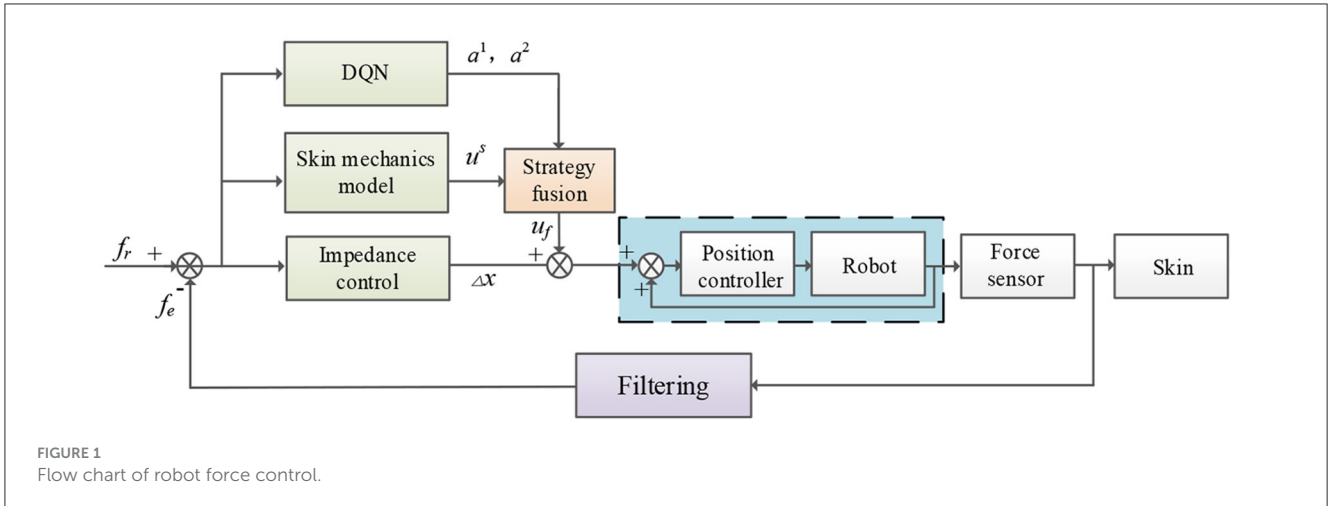 DQN
a¹, a²
Skin mechanics
model
uˢ
Strategy
fusion
u_f
f_r +
f_e -
Impedance
control
Δx
+
+
+
Position
controller
Robot
Force
sensor
Skin
Filtering
FIGURE 1
Flow chart of robot force control.